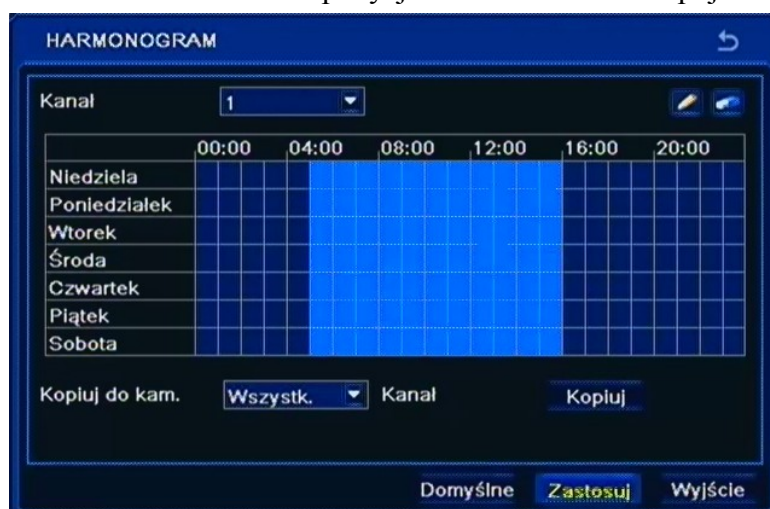 HARMONOGRAM
Kanał 1
00:00 04:00 08:00 12:00 16:00 20:00
Niedziela
Poniedziałek
Wtorek
Środa
Czwartek
Piątek
Sobota
Kopiuj do kam. Wszystk. Kanał Kopiuj
Domyślne Zastosuj Wyjście